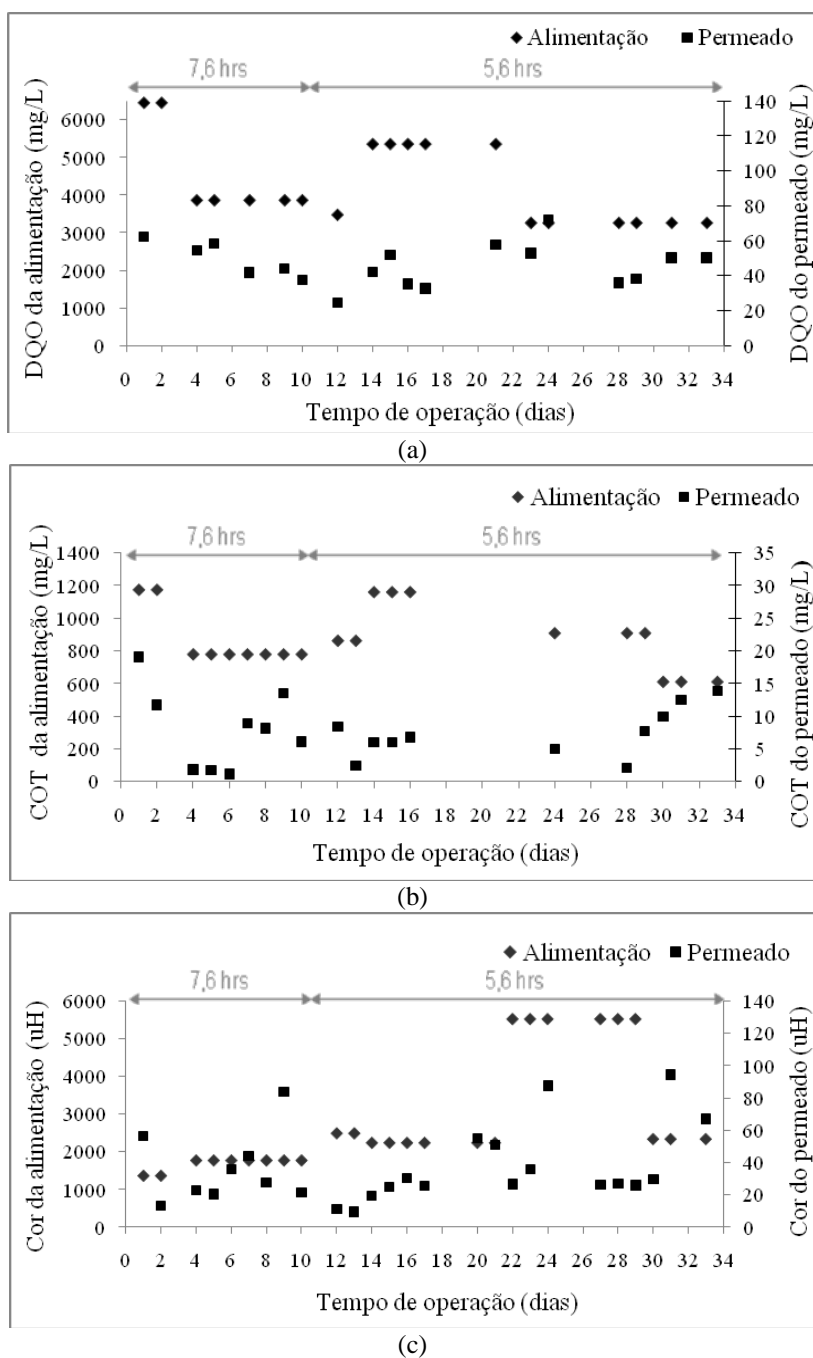 ◆ Alimentação ■ Permeado
7,6 hrs 5,6 hrs
DQO da alimentação (mg/L)
6000
5000
4000
3000
2000
1000
0
140
120
100
80
60
40
20
0
DQO do permeado (mg/L)
0 2 4 6 8 10 12 14 16 18 20 22 24 26 28 30 32 34
Tempo de operação (dias)
(a)
◆ Alimentação ■ Permeado
7,6 hrs 5,6 hrs
COT da alimentação (mg/L)
1400
1200
1000
800
600
400
200
0
35
30
25
20
15
10
5
0
COT do permeado (mg/L)
0 2 4 6 8 10 12 14 16 18 20 22 24 26 28 30 32 34
Tempo de operação (dias)
(b)
◆ Alimentação ■ Permeado
7,6 hrs 5,6 hrs
Cor da alimentação (uH)
6000
5000
4000
3000
2000
1000
0
140
120
100
80
60
40
20
0
Cor do permeado (uH)
0 2 4 6 8 10 12 14 16 18 20 22 24 26 28 30 32 34
Tempo de operação (dias)
(c)